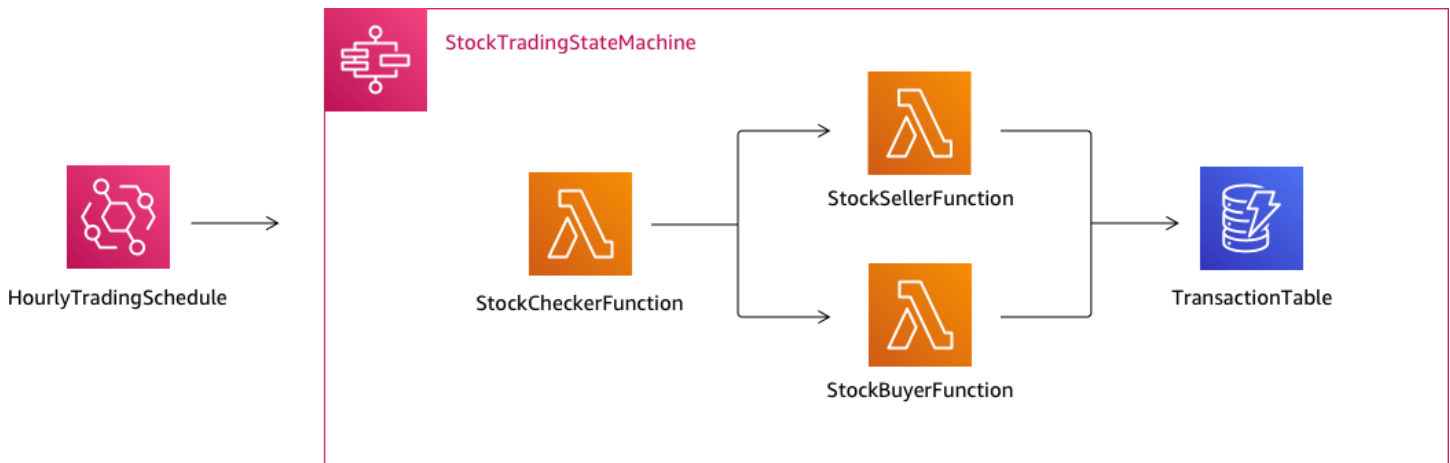 StockTradingStateMachine
StockSellerFunction
HourlyTradingSchedule
StockCheckerFunction
TransactionTable
StockBuyerFunction